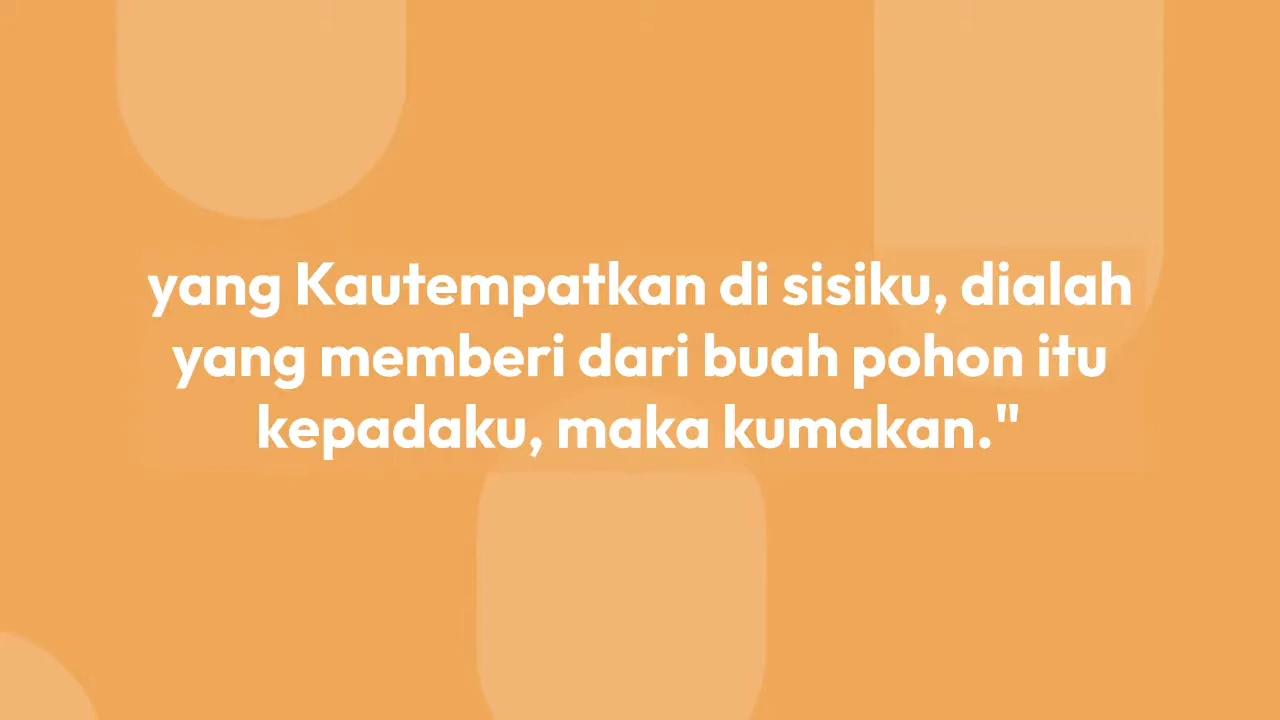 yang Kautempatkan di sisiku, dialah
yang memberi dari buah pohon itu
kepadaku, maka kumakan."